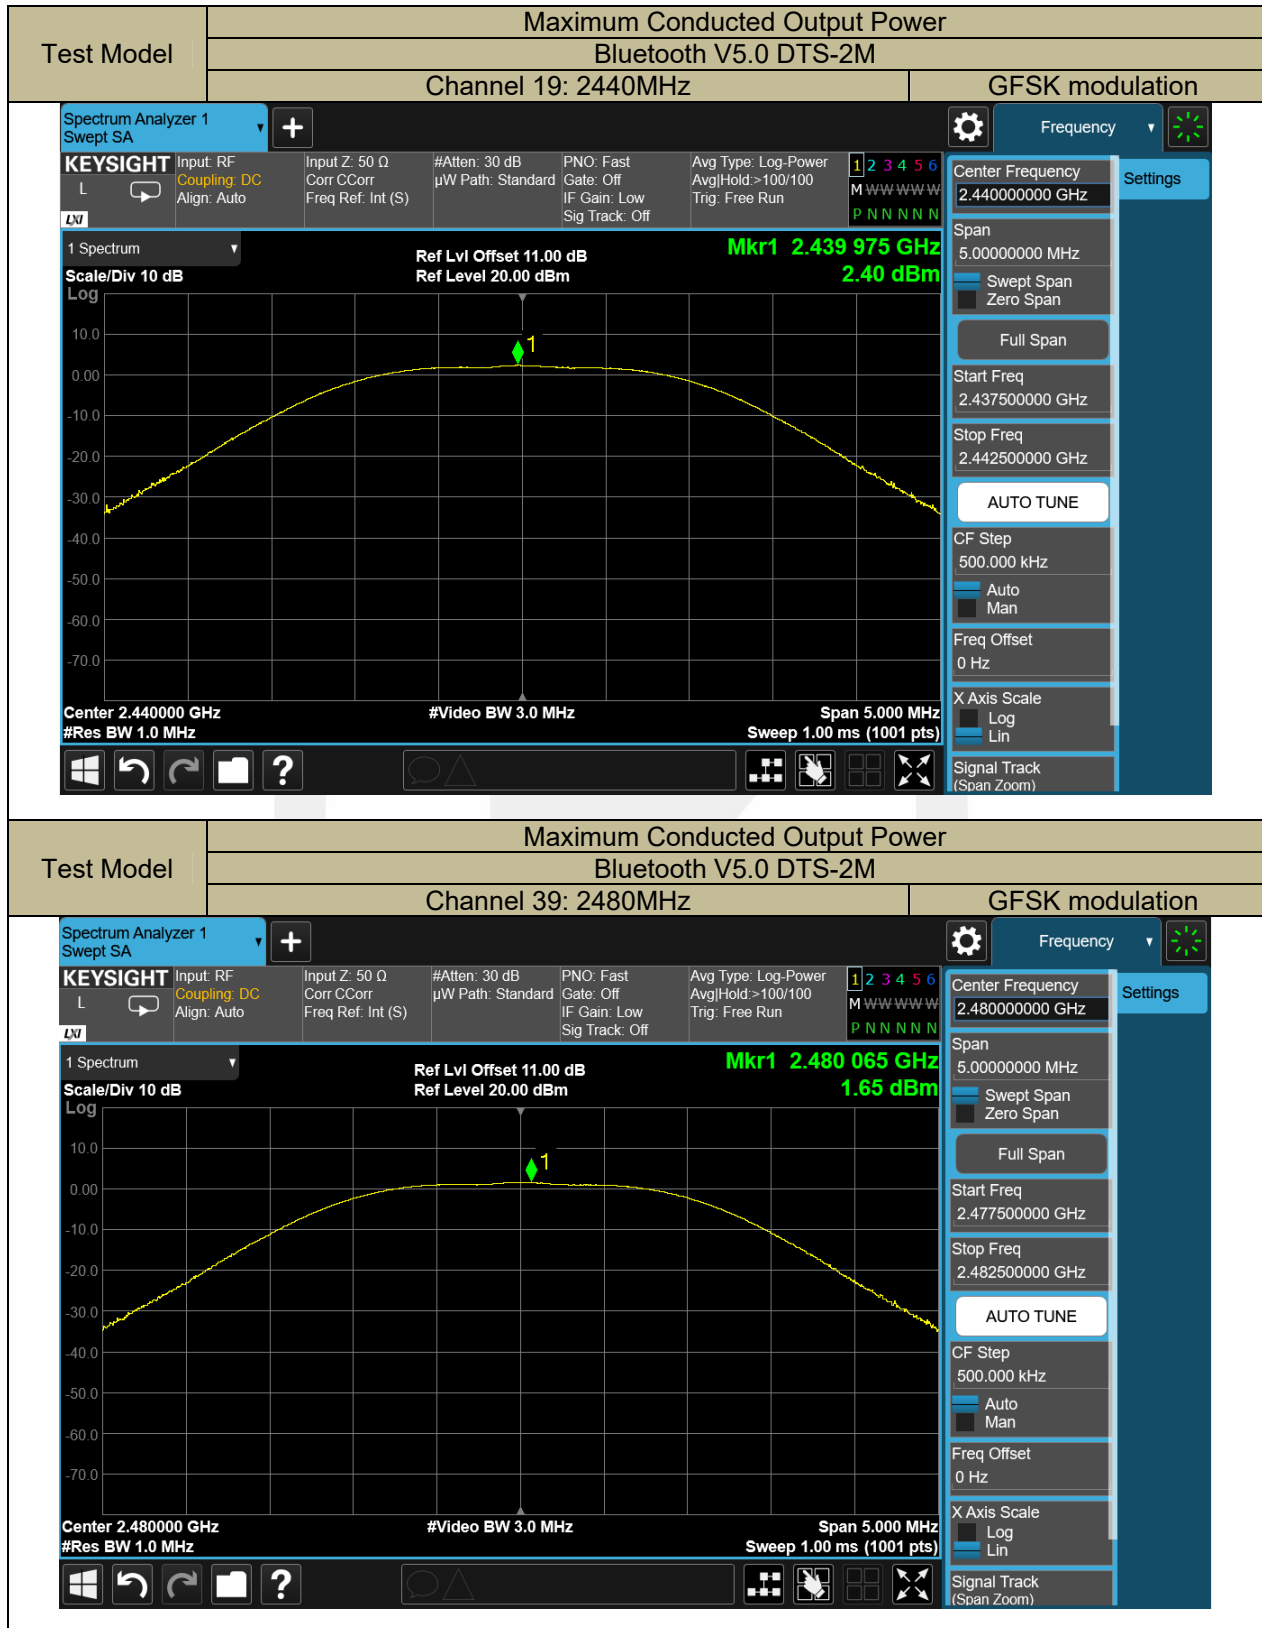 Test Model
Maximum Conducted Output Power
Bluetooth V5.0 DTS-2M
Channel 19: 2440MHz GFSK modulation
Spectrum Analyzer 1
Swept SA
Frequency
KEYSIGHT
L
LXI
Input: RF
Coupling: DC
Align: Auto
Input Z: 50 Ω
Corr CCorr
Freq Ref: Int (S)
#Atten: 30 dB
µW Path: Standard
PNO: Fast
Gate: Off
IF Gain: Low
Sig Track: Off
Avg Type: Log-Power
Avg|Hold:>100/100
Trig: Free Run
1 2 3 4 5 6
M W W W W W
P N N N N N
Center Frequency
2.440000000 GHz
Settings
Span
5.00000000 MHz
Swept Span
Zero Span
Full Span
Start Freq
2.437500000 GHz
Stop Freq
2.442500000 GHz
AUTO TUNE
CF Step
500.000 kHz
Auto
Man
Freq Offset
0 Hz
X Axis Scale
Log
Lin
Signal Track
(Span Zoom)
1 Spectrum
Scale/Div 10 dB
Log
Ref Lvl Offset 11.00 dB
Ref Level 20.00 dBm
Mkr1 2.439 975 GHz
2.40 dBm
1
10.0
0.00
-10.0
-20.0
-30.0
-40.0
-50.0
-60.0
-70.0
Center 2.440000 GHz
#Res BW 1.0 MHz
#Video BW 3.0 MHz
Span 5.000 MHz
Sweep 1.00 ms (1001 pts)
?
Test Model
Maximum Conducted Output Power
Bluetooth V5.0 DTS-2M
Channel 39: 2480MHz GFSK modulation
Spectrum Analyzer 1
Swept SA
Frequency
KEYSIGHT
L
LXI
Input: RF
Coupling: DC
Align: Auto
Input Z: 50 Ω
Corr CCorr
Freq Ref: Int (S)
#Atten: 30 dB
µW Path: Standard
PNO: Fast
Gate: Off
IF Gain: Low
Sig Track: Off
Avg Type: Log-Power
Avg|Hold:>100/100
Trig: Free Run
1 2 3 4 5 6
M W W W W W
P N N N N N
Center Frequency
2.480000000 GHz
Settings
Span
5.00000000 MHz
Swept Span
Zero Span
Full Span
Start Freq
2.477500000 GHz
Stop Freq
2.482500000 GHz
AUTO TUNE
CF Step
500.000 kHz
Auto
Man
Freq Offset
0 Hz
X Axis Scale
Log
Lin
Signal Track
(Span Zoom)
1 Spectrum
Scale/Div 10 dB
Log
Ref Lvl Offset 11.00 dB
Ref Level 20.00 dBm
Mkr1 2.480 065 GHz
1.65 dBm
1
10.0
0.00
-10.0
-20.0
-30.0
-40.0
-50.0
-60.0
-70.0
Center 2.480000 GHz
#Res BW 1.0 MHz
#Video BW 3.0 MHz
Span 5.000 MHz
Sweep 1.00 ms (1001 pts)
?